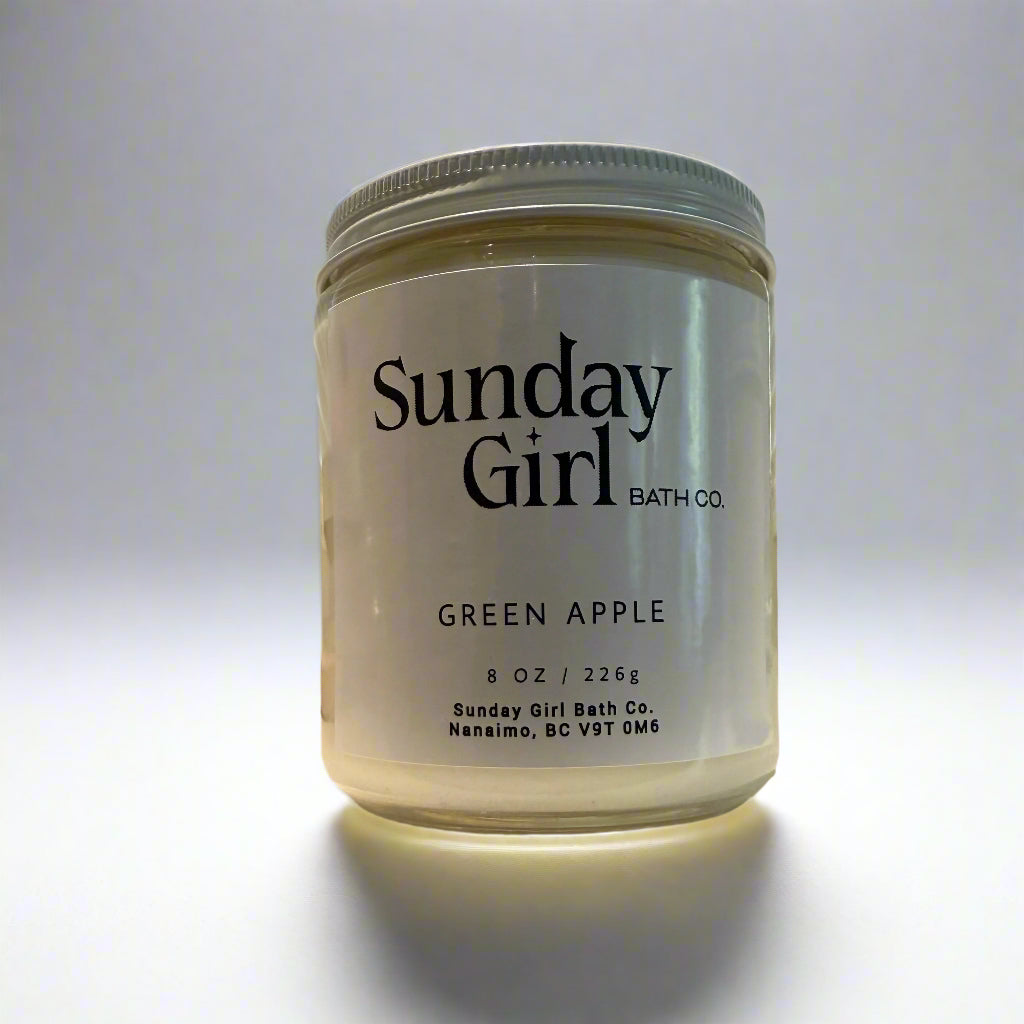 Sunday
Girl BATH CO.
GREEN APPLE
8 OZ / 226g
Sunday Girl Bath Co.
Nanaimo, BC V9T 0M6